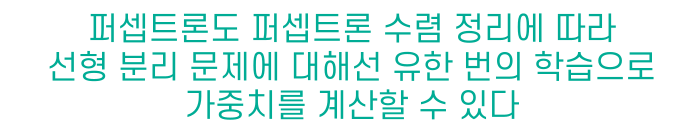 퍼셉트론도 퍼셉트론 수렴 정리에 따라
선형 분리 문제에 대해선 유한 번의 학습으로
가중치를 계산할 수 있다